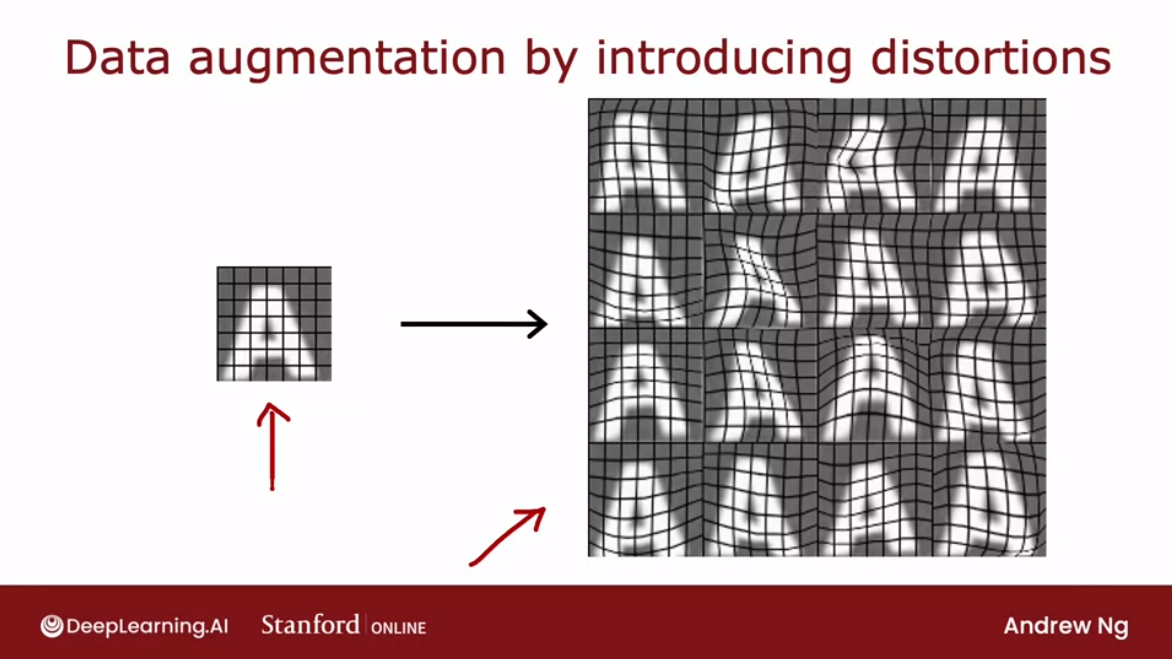 Data augmentation by introducing distortions
A
A A A A
A A A A
A A A A
A A A A
DeepLearning.AI
Stanford ONLINE
Andrew Ng